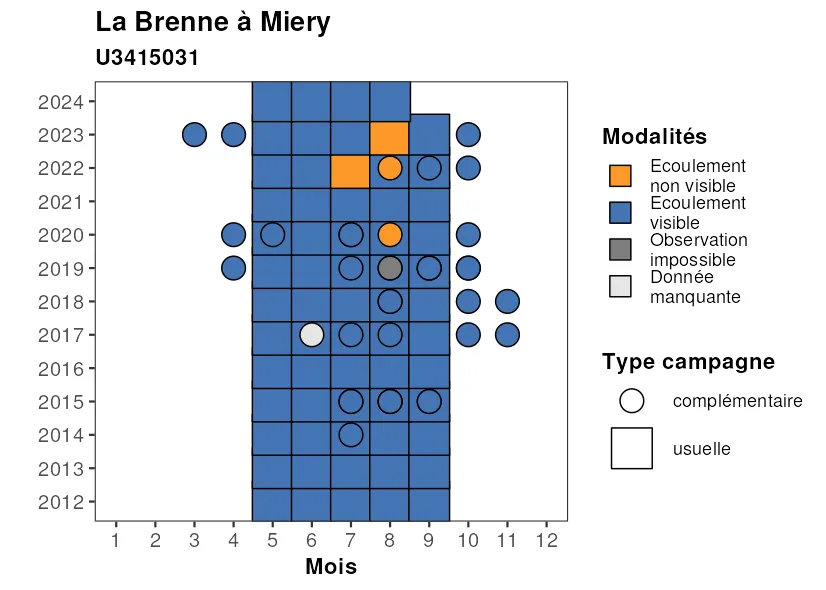 La Brenne à Miery
U3415031
2024
2023
2022
2021
2020
2019
2018
2017
2016
2015
2014
2013
2012
1 2 3 4 5 6 7 8 9 10 11 12
Mois
Modalités
Ecoulement
non visible
Ecoulement
visible
Observation
impossible
Donnée
manquante
Type campagne
complémentaire
usuelle